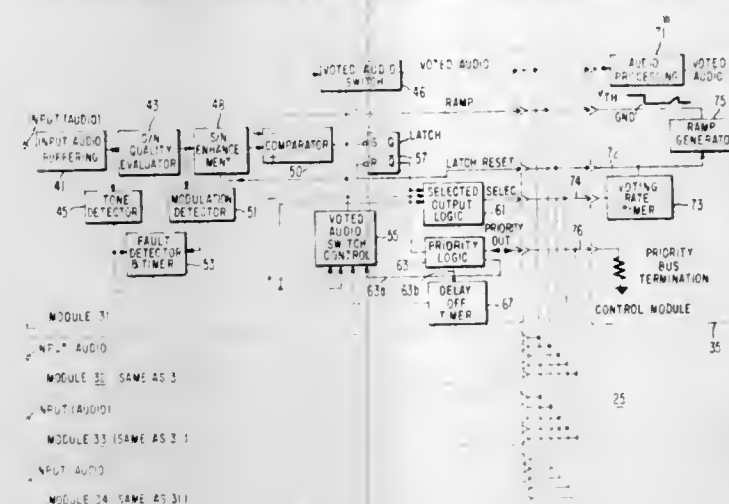 71
VOTED AUDIO SWITCH
46
VOTED AUDIO
AUDIO PROCESSING
VOTED AUDIO
RAMP
VTH
GND
75
RAMP GENERATOR
INPUT (AUDIO)
INPUT AUDIO BUFFERING
41
43
S/N QUALITY EVALUATOR
48
S/N ENHANCEMENT
COMPARATOR
50
S Q
R Q
LATCH
57
LATCH RESET
72
TONE DETECTOR
45
MODULATION DETECTOR
51
SELECTED OUTPUT LOGIC
61
SELEC
74
VOTING RATE TIMER
73
FAULT DETECTOR & TIMER
53
VOTED AUDIO SWITCH CONTROL
55
PRIORITY LOGIC
PRIORITY OUT
76
63
63a
63b
DELAY OFF TIMER
67
PRIORITY BUS TERMINATION
CONTROL MODULE
35
25
MODULE 31
INPUT AUDIO
MODULE 32 SAME AS 3
INPUT (AUDIO)
MODULE 33 (SAME AS 31)
INPUT AUDIO
MODULE 34 SAME AS 31)